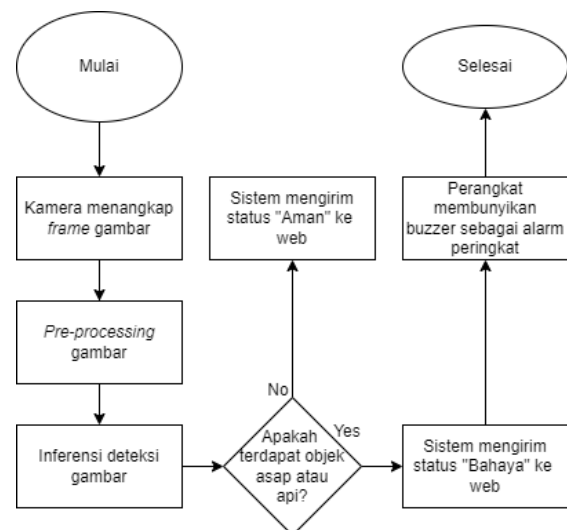 Mulai
Selesai
Kamera menangkap
frame gambar
Sistem mengirim
status "Aman" ke
web
Perangkat
membunyikan
buzzer sebagai alarm
peringkat
Pre-processing
gambar
No
Yes
Inferensi deteksi
gambar
Apakah
terdapat objek
asap atau
api?
Sistem mengirim
status "Bahaya" ke
web